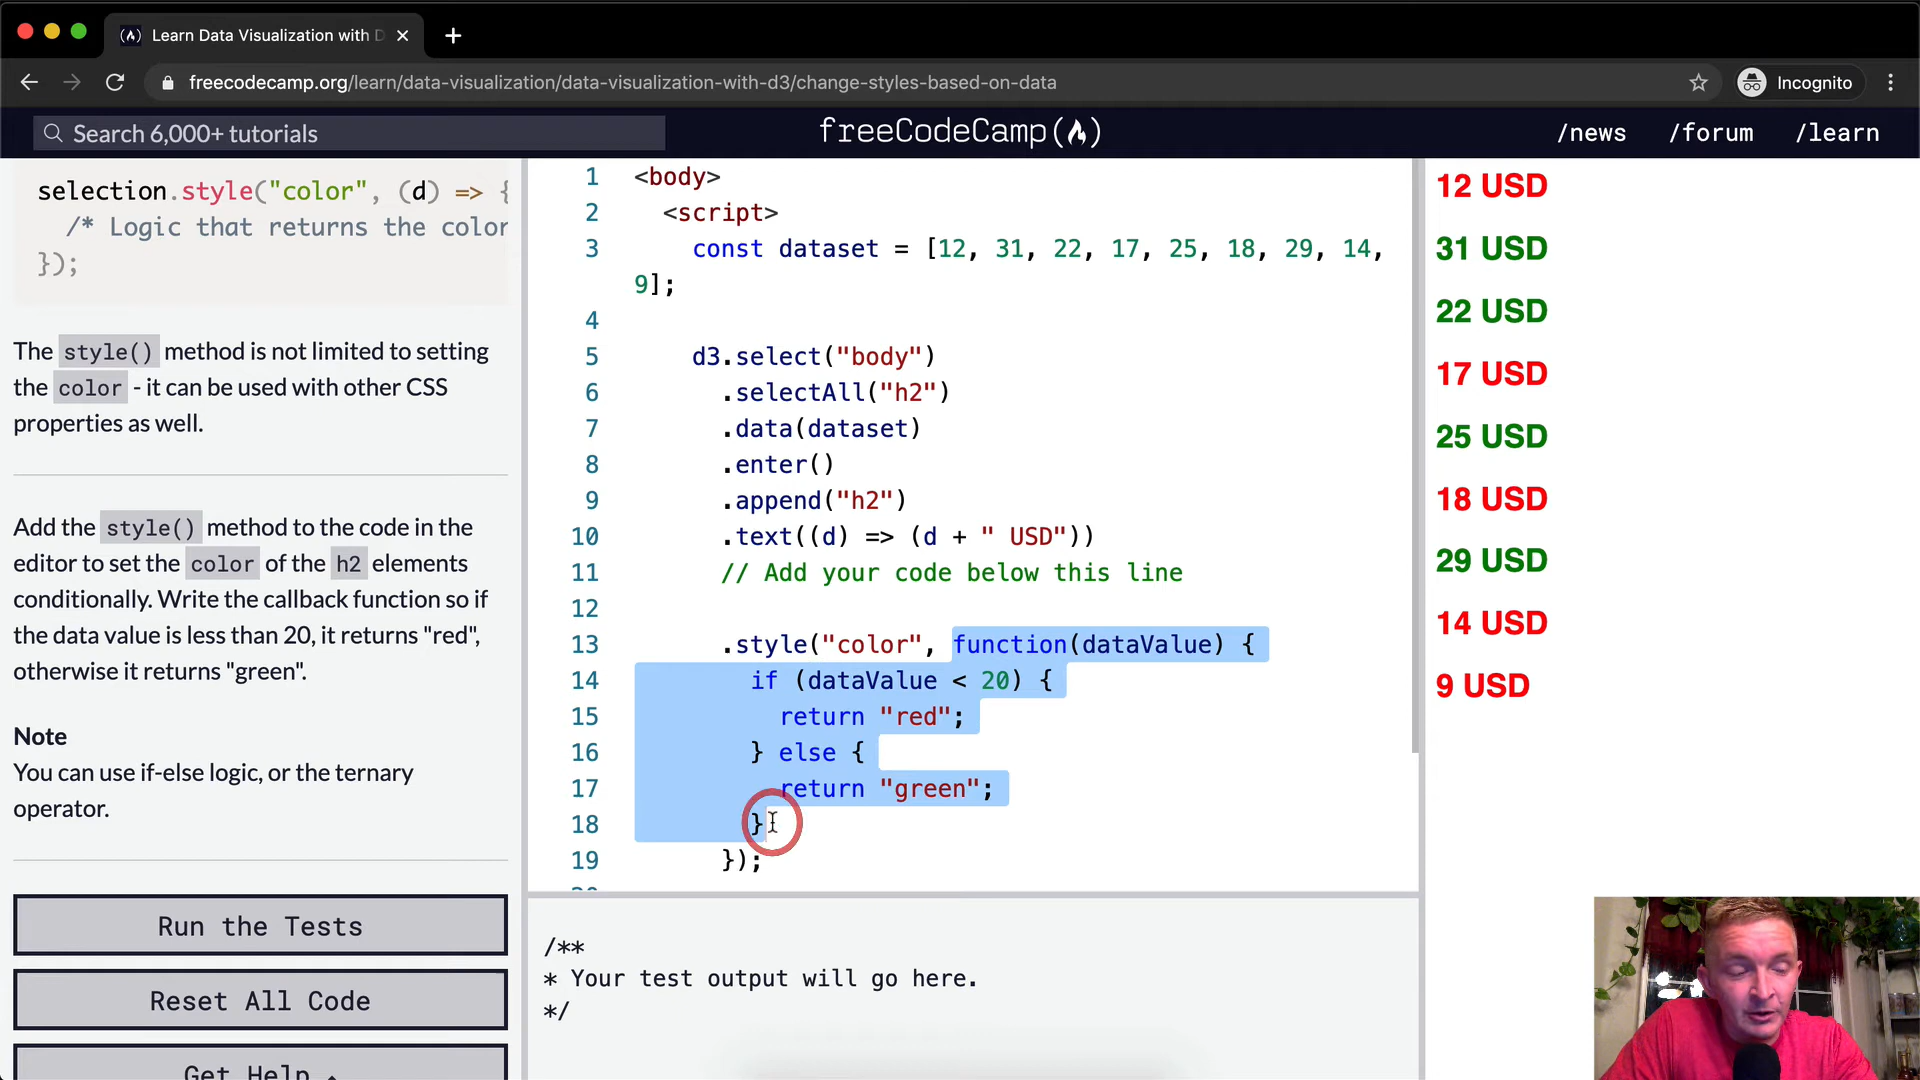 Learn Data Visualization with D
freecodecamp.org/learn/data-visualization/data-visualization-with-d3/change-styles-based-on-data
Incognito
Search 6,000+ tutorials
freeCodeCamp
/news /forum /learn
selection.style("color", (d) => {
/* Logic that returns the color
});
The style() method is not limited to setting
the color - it can be used with other CSS
properties as well.
Add the style() method to the code in the
editor to set the color of the h2 elements
conditionally. Write the callback function so if
the data value is less than 20, it returns "red",
otherwise it returns "green".
Note
You can use if-else logic, or the ternary
operator.
Run the Tests
Reset All Code
Get Help
1 <body>
2 <script>
3 const dataset = [12, 31, 22, 17, 25, 18, 29, 14,
9];
4
5 d3.select("body")
6 .selectAll("h2")
7 .data(dataset)
8 .enter()
9 .append("h2")
10 .text((d) => (d + " USD"))
11 // Add your code below this line
12
13 .style("color", function(dataValue) {
14 if (dataValue < 20) {
15 return "red";
16 } else {
17 return "green";
18 }
19 });
20
/**
* Your test output will go here.
*/
12 USD
31 USD
22 USD
17 USD
25 USD
18 USD
29 USD
14 USD
9 USD